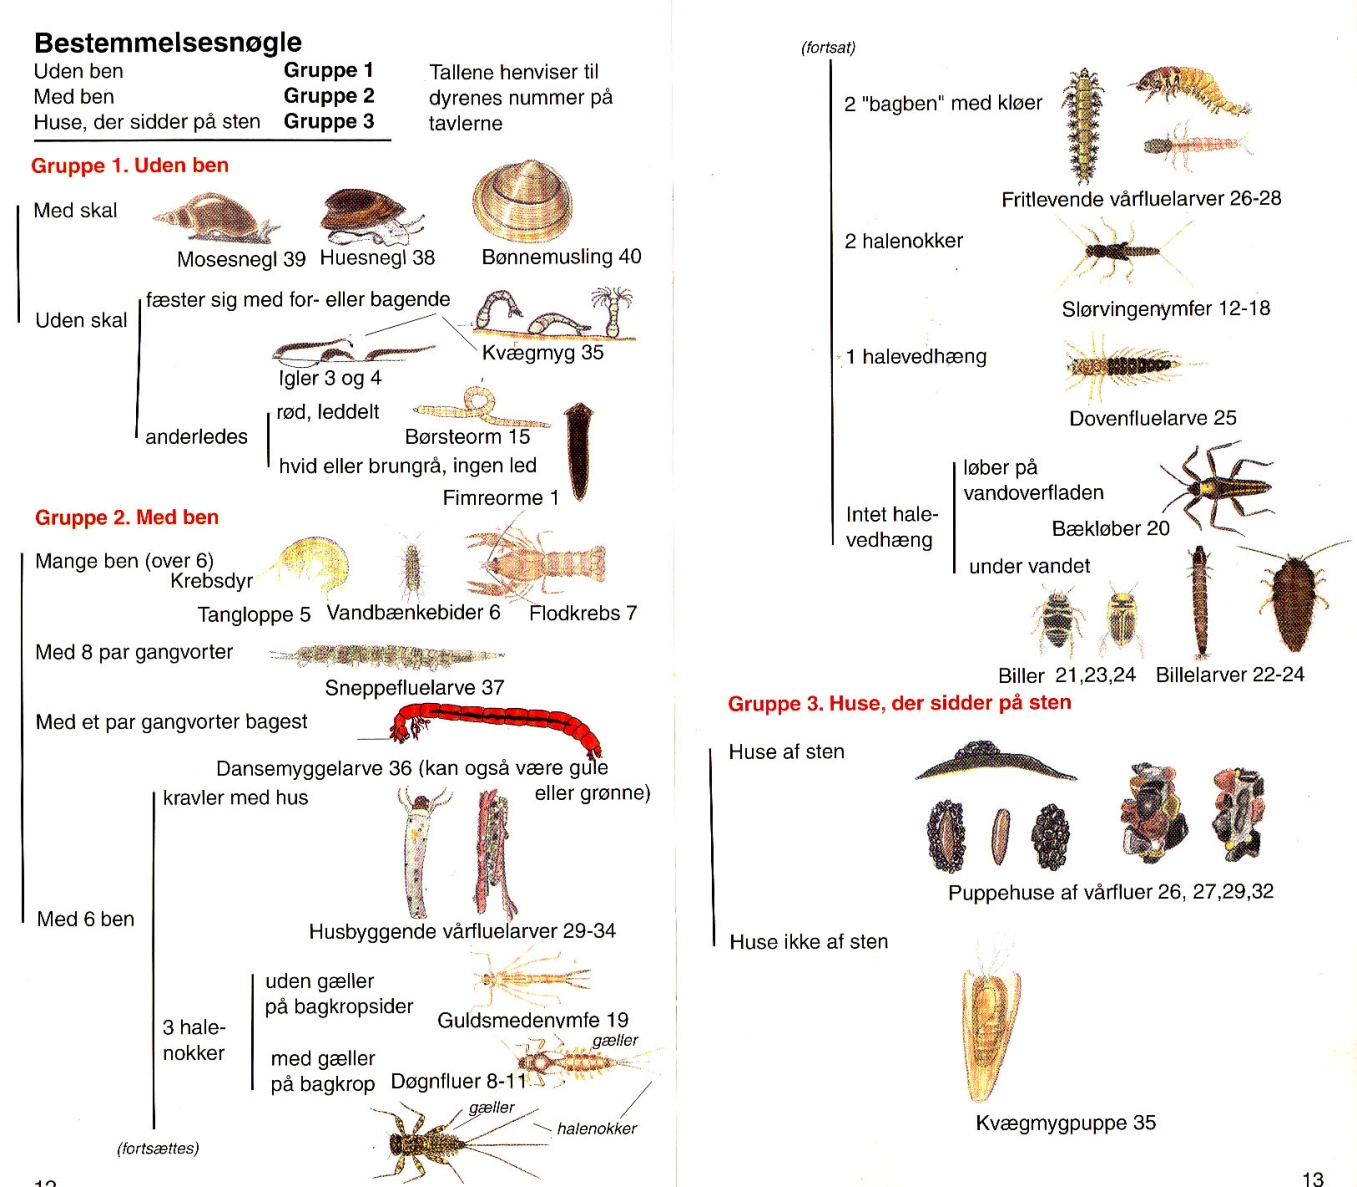 Bestemmelsesnøgle
Uden ben Gruppe 1
Med ben Gruppe 2
Huse, der sidder på sten Gruppe 3
Tallene henviser til
dyrenes nummer på
tavlerne
Gruppe 1. Uden ben
Med skal
Mosesnegl 39 Huesnegl 38 Bønnemusling 40
Uden skal
fæster sig med for- eller bagende
Kvægmyg 35
Igler 3 og 4
anderledes
rød, leddelt
Børsteorm 15
hvid eller brungrå, ingen led
Fimreorme 1
Gruppe 2. Med ben
Mange ben (over 6)
Krebsdyr
Tangloppe 5 Vandbænkebider 6 Flodkrebs 7
Med 8 par gangvorter
Sneppefluelarve 37
Med et par gangvorter bagest
Dansemyggelarve 36 (kan også være gule
eller grønne)
Med 6 ben
kravler med hus
Husbyggende vårfluelarver 29-34
3 hale-
nokker
uden gæller
på bagkropsider
Guldsmedenymfe 19
gæller
med gæller
på bagkrop
Døgnfluer 8-11
gæller
halenokker
(fortsættes)
12
(fortsat)
2 "bagben" med kløer
Fritlevende vårfluelarver 26-28
2 halenokker
Slørvingenymfer 12-18
1 halevedhæng
Dovenfluelarve 25
Intet hale-
vedhæng
løber på
vandoverfladen
Bækløber 20
under vandet
Biller 21,23,24 Billelarver 22-24
Gruppe 3. Huse, der sidder på sten
Huse af sten
Puppehuse af vårfluer 26, 27,29,32
Huse ikke af sten
Kvægmygpuppe 35
13